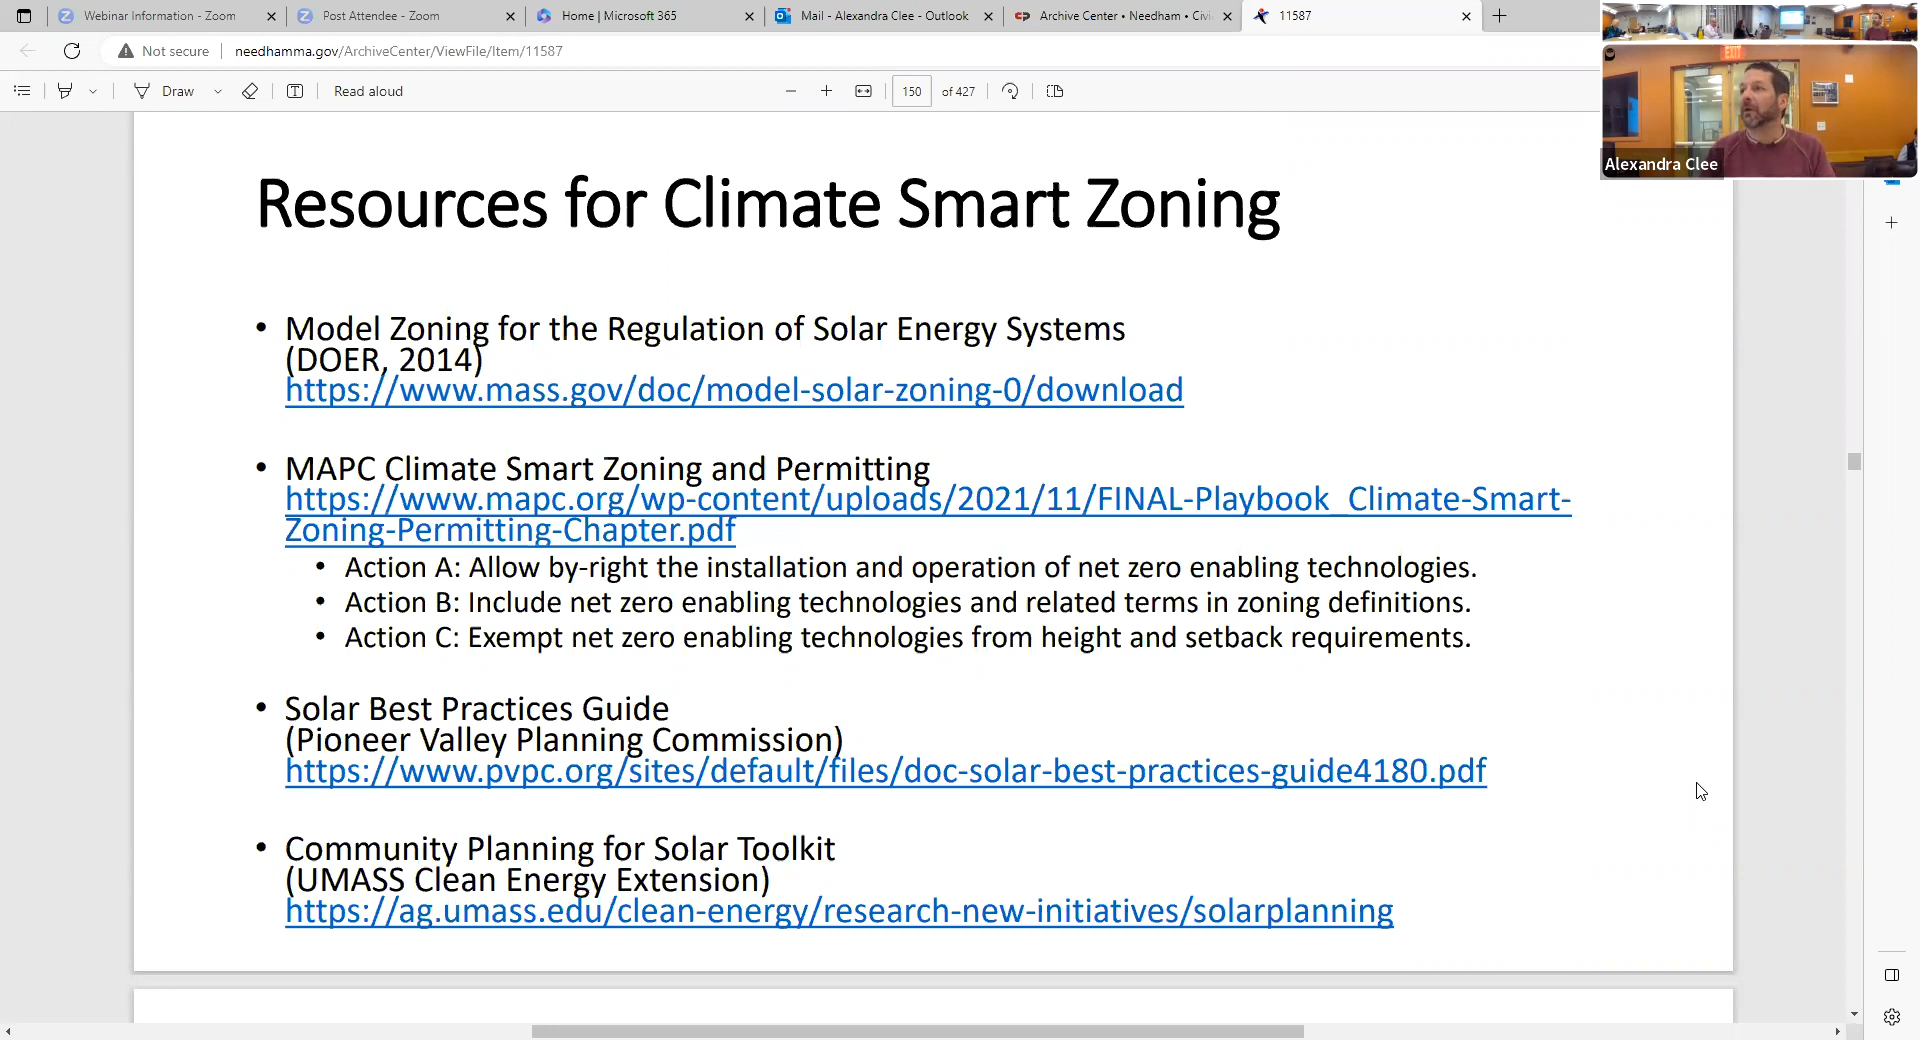 Webinar Information - Zoom
Post Attendee - Zoom
Home | Microsoft 365
Mail - Alexandra Clee - Outlook
Archive Center • Needham • Civi
11587
Not secure
needhamma.gov/ArchiveCenter/ViewFile/Item/11587
Draw
Read aloud
150
of 427
EXIT
Alexandra Clee
Resources for Climate Smart Zoning
• Model Zoning for the Regulation of Solar Energy Systems
(DOER, 2014)
https://www.mass.gov/doc/model-solar-zoning-0/download
• MAPC Climate Smart Zoning and Permitting
https://www.mapc.org/wp-content/uploads/2021/11/FINAL-Playbook_Climate-Smart-
Zoning-Permitting-Chapter.pdf
• Action A: Allow by-right the installation and operation of net zero enabling technologies.
• Action B: Include net zero enabling technologies and related terms in zoning definitions.
• Action C: Exempt net zero enabling technologies from height and setback requirements.
• Solar Best Practices Guide
(Pioneer Valley Planning Commission)
https://www.pvpc.org/sites/default/files/doc-solar-best-practices-guide4180.pdf
• Community Planning for Solar Toolkit
(UMASS Clean Energy Extension)
https://ag.umass.edu/clean-energy/research-new-initiatives/solarplanning